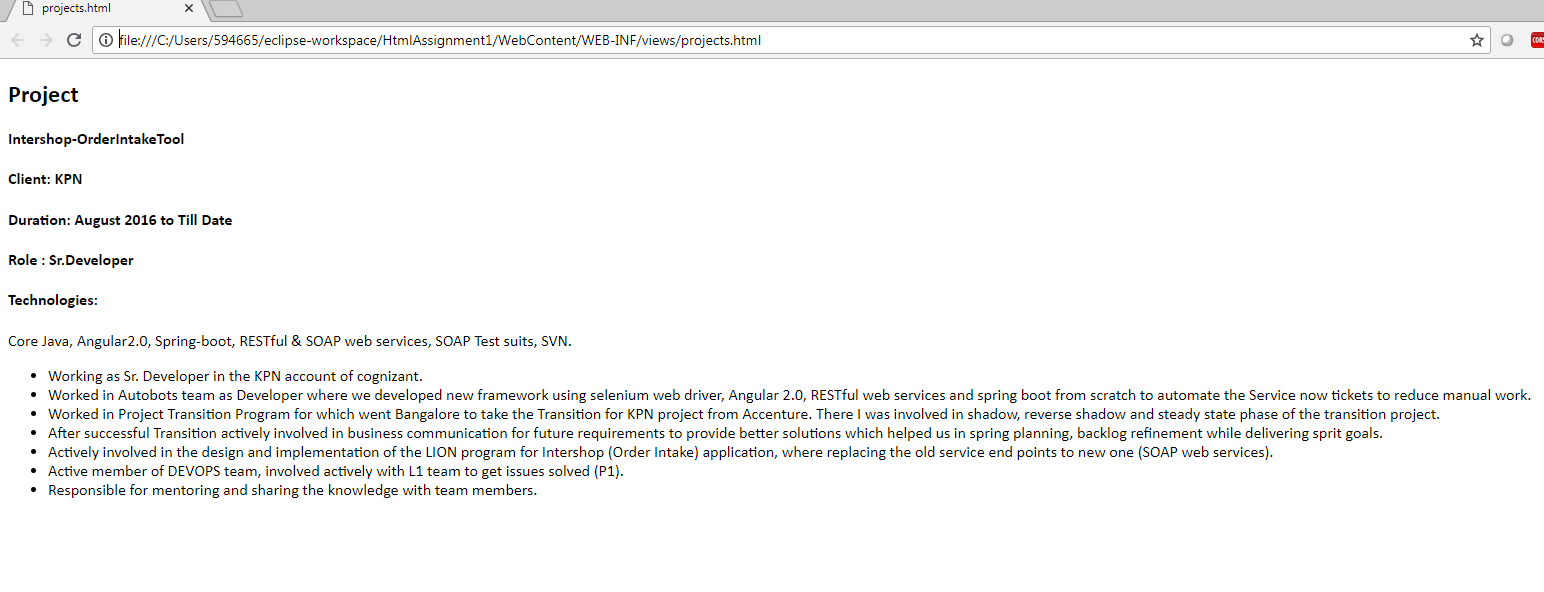 projects.html
file:///C:/Users/594665/eclipse-workspace/HtmlAssignment1/WebContent/WEB-INF/views/projects.html
COR
Project
Intershop-OrderIntakeTool
Client: KPN
Duration: August 2016 to Till Date
Role : Sr.Developer
Technologies:
Core Java, Angular2.0, Spring-boot, RESTful & SOAP web services, SOAP Test suits, SVN.
• Working as Sr. Developer in the KPN account of cognizant.
• Worked in Autobots team as Developer where we developed new framework using selenium web driver, Angular 2.0, RESTful web services and spring boot from scratch to automate the Service now tickets to reduce manual work.
• Worked in Project Transition Program for which went Bangalore to take the Transition for KPN project from Accenture. There I was involved in shadow, reverse shadow and steady state phase of the transition project.
• After successful Transition actively involved in business communication for future requirements to provide better solutions which helped us in spring planning, backlog refinement while delivering sprit goals.
• Actively involved in the design and implementation of the LION program for Intershop (Order Intake) application, where replacing the old service end points to new one (SOAP web services).
• Active member of DEVOPS team, involved actively with L1 team to get issues solved (P1).
• Responsible for mentoring and sharing the knowledge with team members.